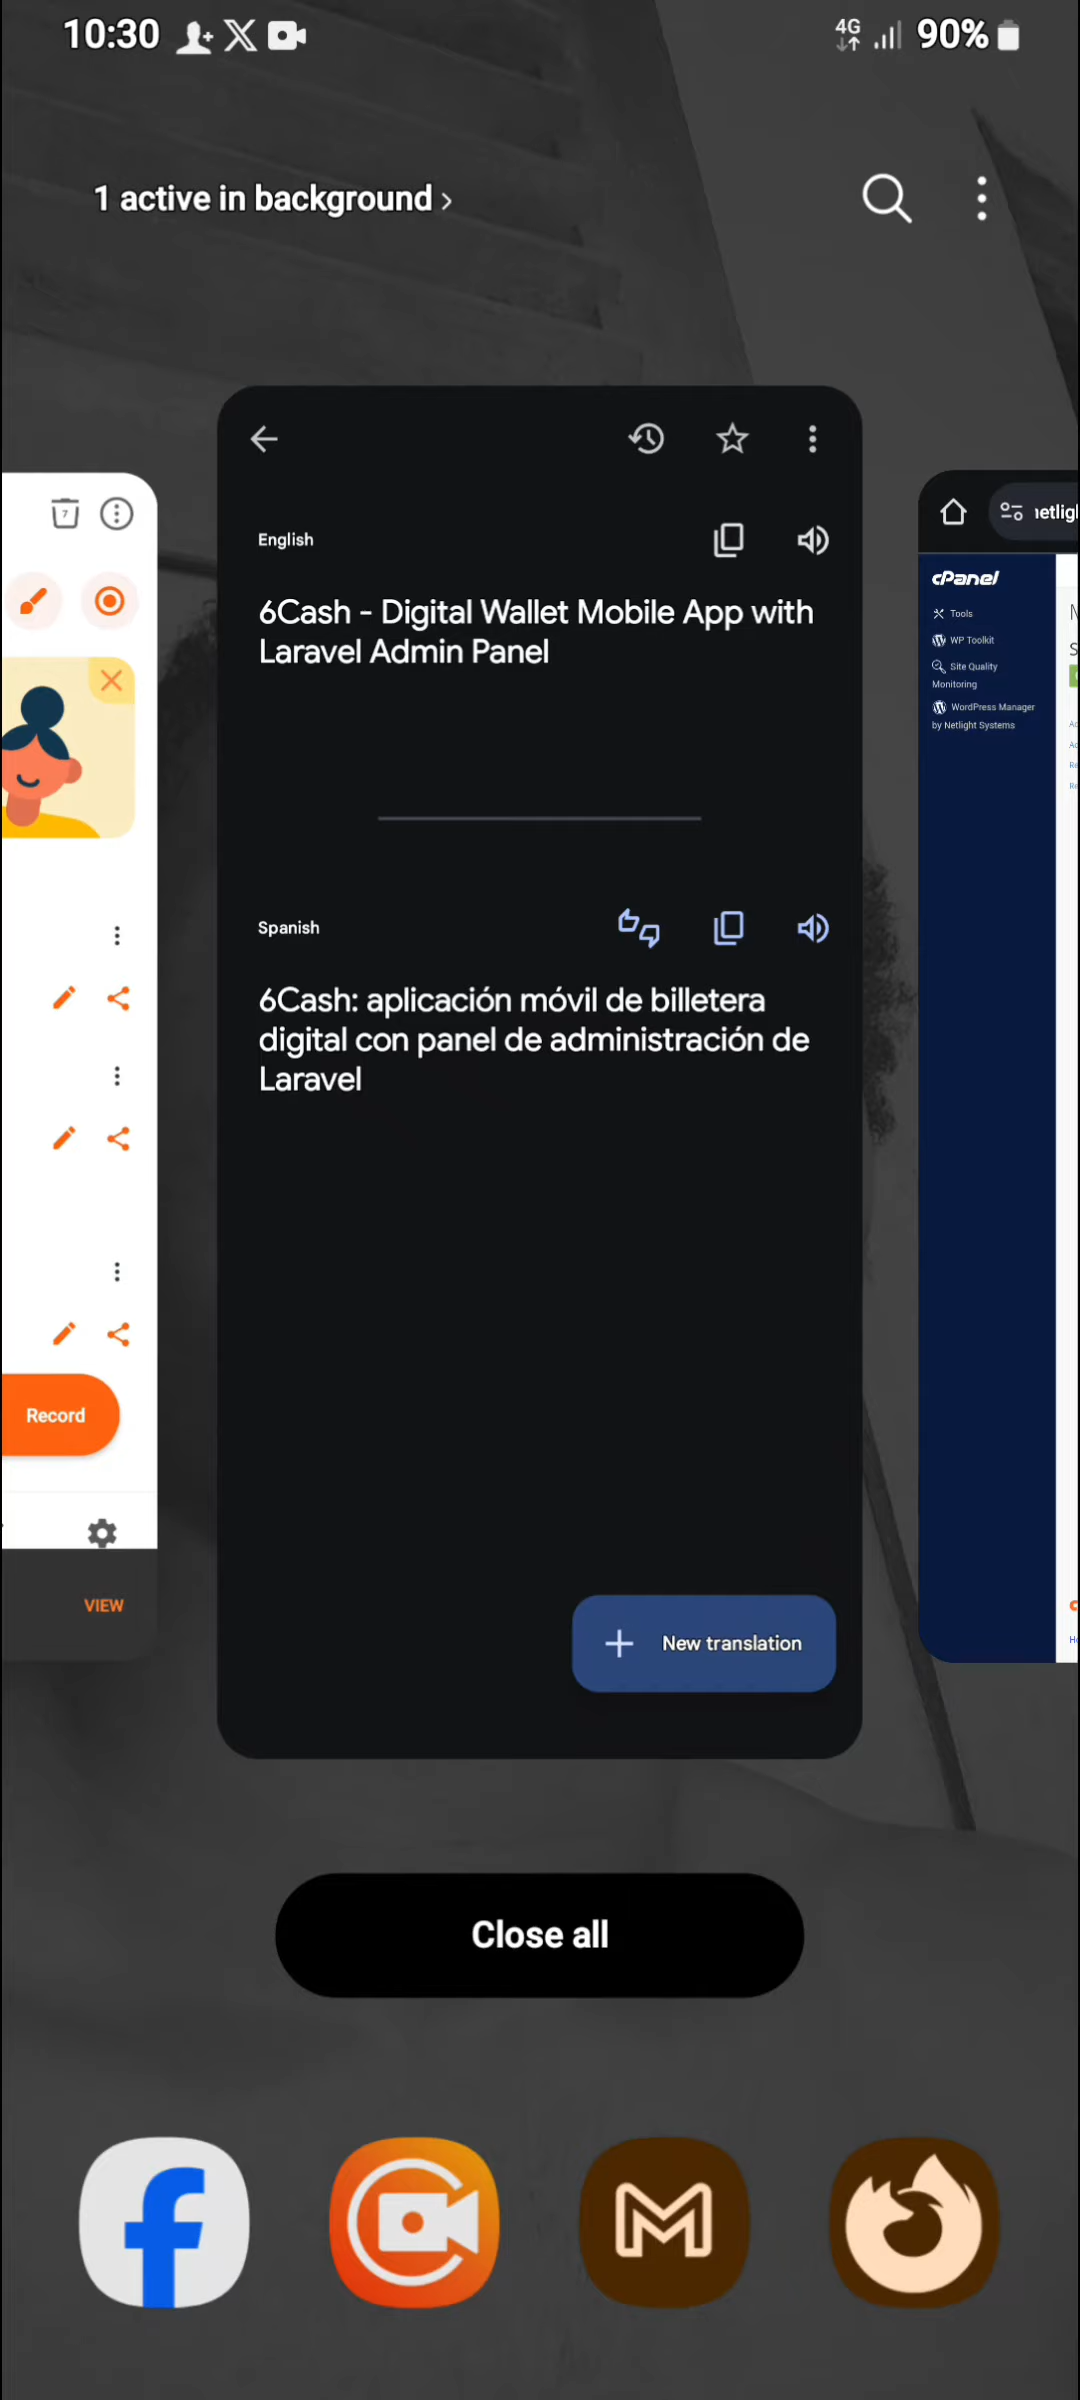 10:30
4G
90%
1 active in background
English
6Cash - Digital Wallet Mobile App with
Laravel Admin Panel
Spanish
6Cash: aplicación móvil de billetera
digital con panel de administración de
Laravel
New translation
7
Record
VIEW
cPanel
Tools
WP Toolkit
Site Quality
Monitoring
WordPress Manager
by Netlight Systems
Close all